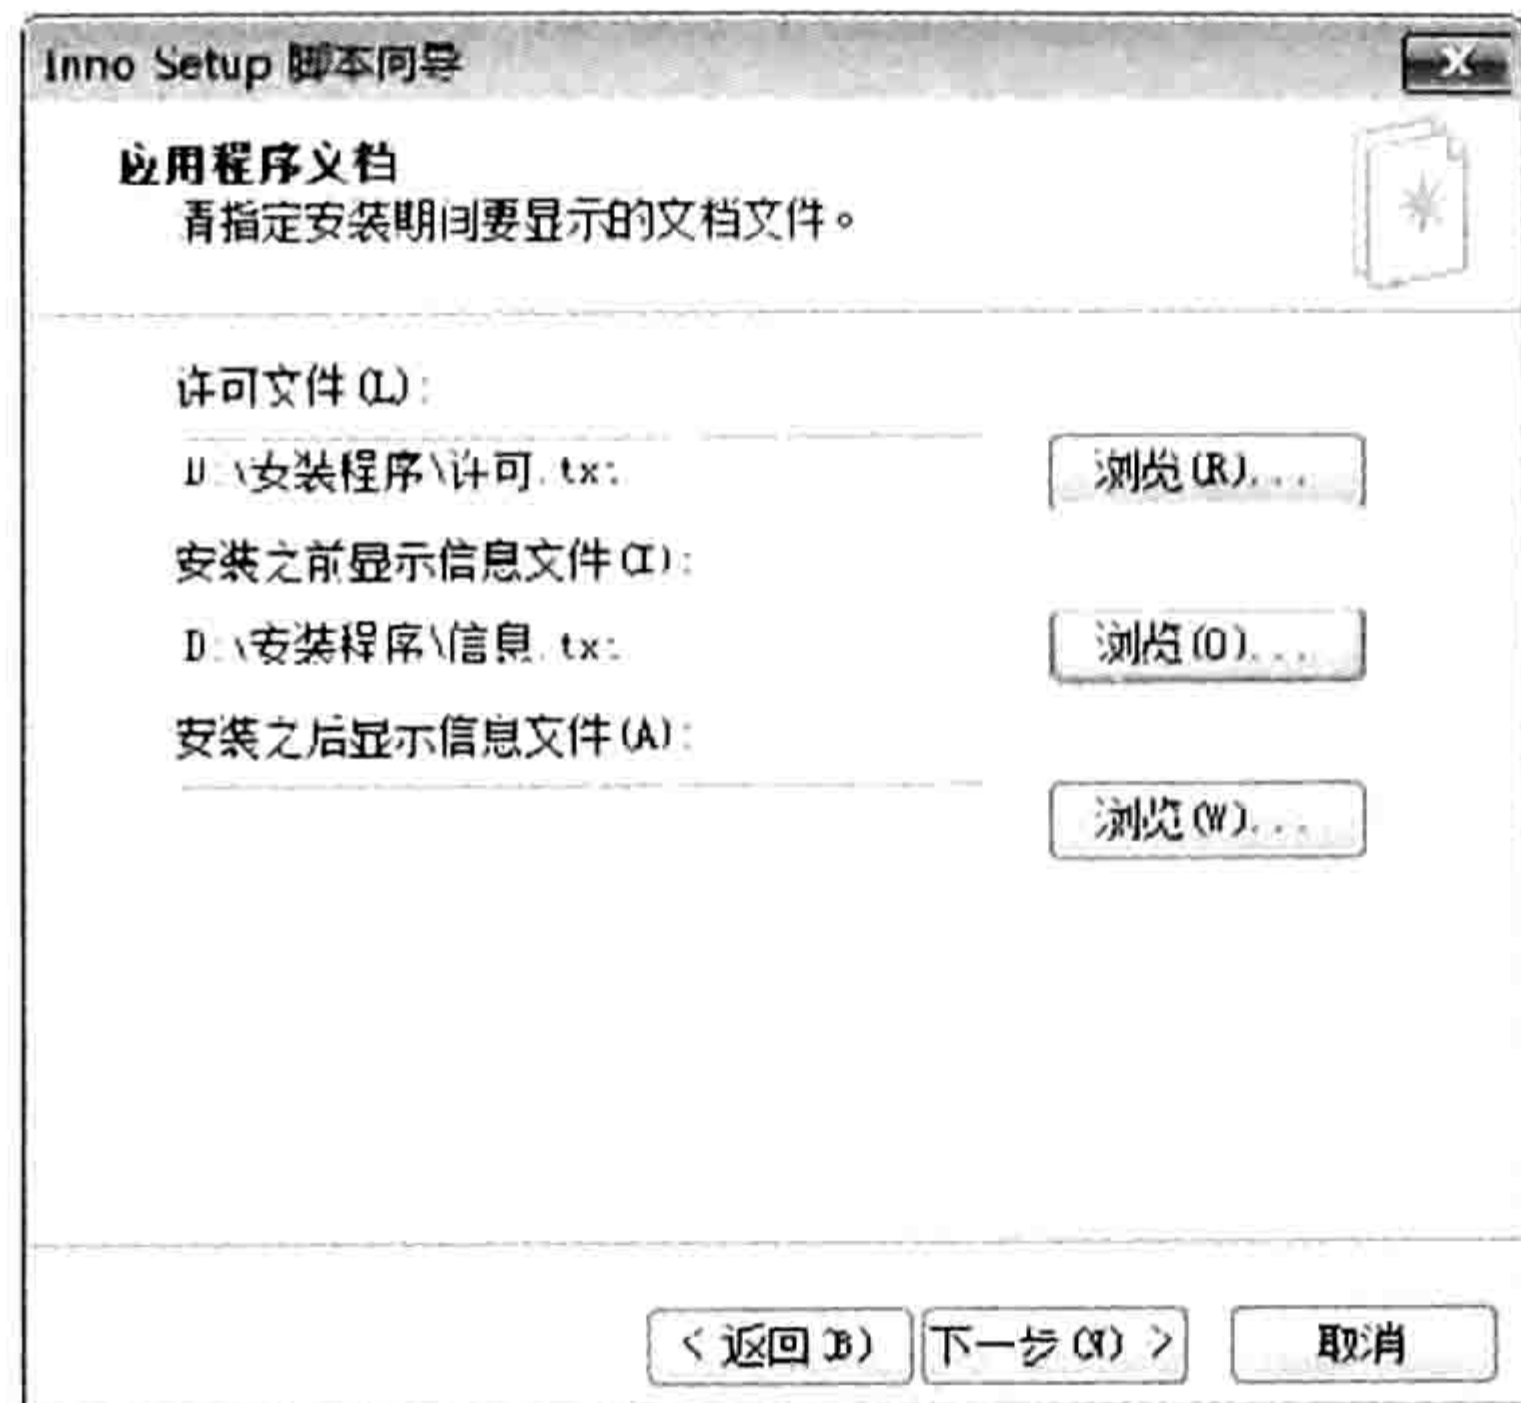 Inno Setup 脚本向导
应用程序文档
请指定安装期间要显示的文档文件。
许可文件(L):
D:\安装程序\许可.txt
浏览(R)...
安装之前显示信息文件(I):
D:\安装程序\信息.txt
浏览(O)...
安装之后显示信息文件(A):
浏览(W)...
< 返回(B)
下一步(N) >
取消